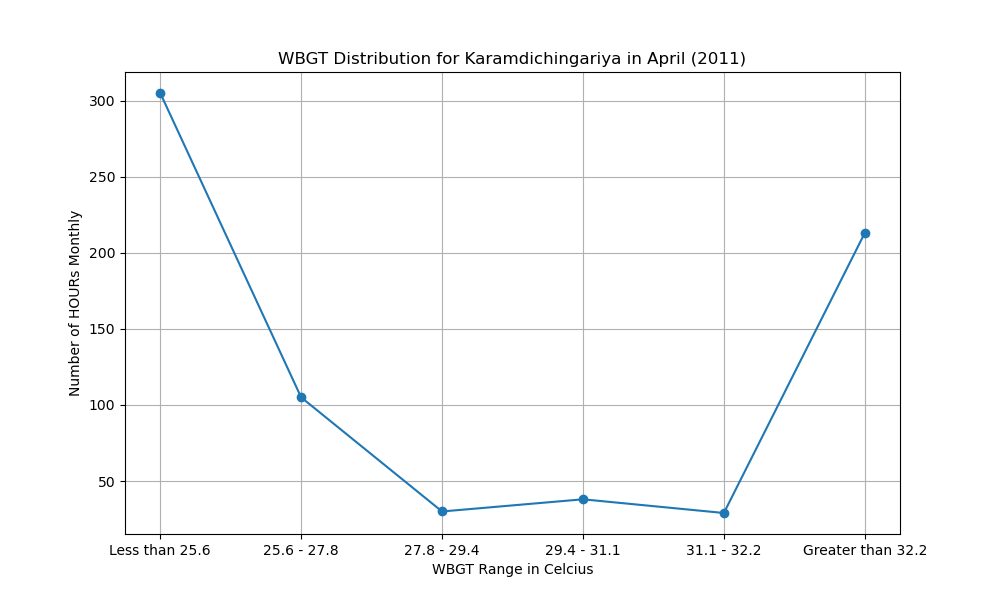 WBGT Distribution for Karamdichingariya in April (2011)
300
250
200
150
100
50
Number of HOURs Monthly
Less than 25.6
25.6 - 27.8
27.8 - 29.4
29.4 - 31.1
31.1 - 32.2
Greater than 32.2
WBGT Range in Celcius